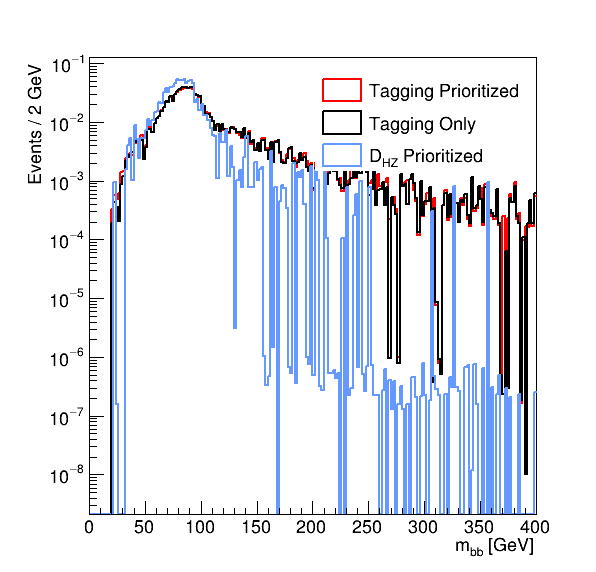 10⁻¹
10⁻²
10⁻³
10⁻⁴
10⁻⁵
10⁻⁶
10⁻⁷
10⁻⁸
Events / 2 GeV
Tagging Prioritized
Tagging Only
D_HZ Prioritized
0 50 100 150 200 250 300 350 400
m_bb [GeV]